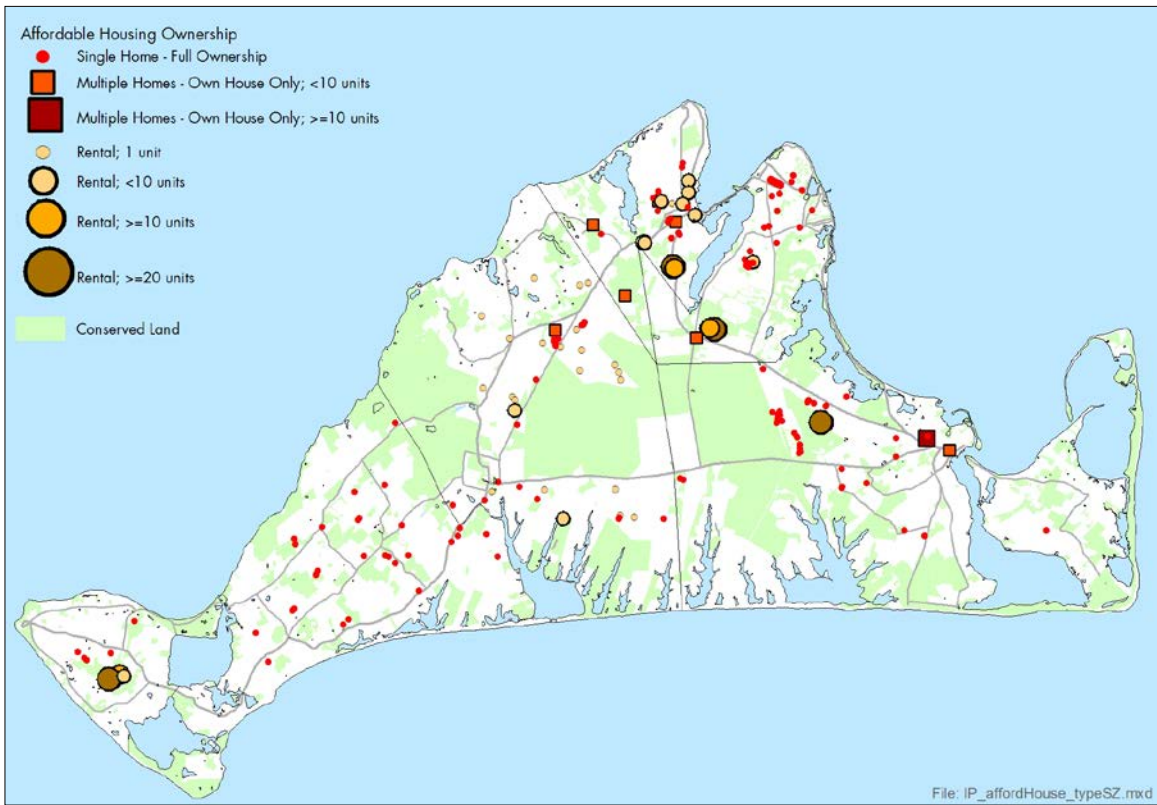 Affordable Housing Ownership
Single Home - Full Ownership
Multiple Homes - Own House Only; <10 units
Multiple Homes - Own House Only; >=10 units
Rental; 1 unit
Rental; <10 units
Rental; >=10 units
Rental; >=20 units
Conserved Land
File: IP_affordHouse_typeSZ.mxd